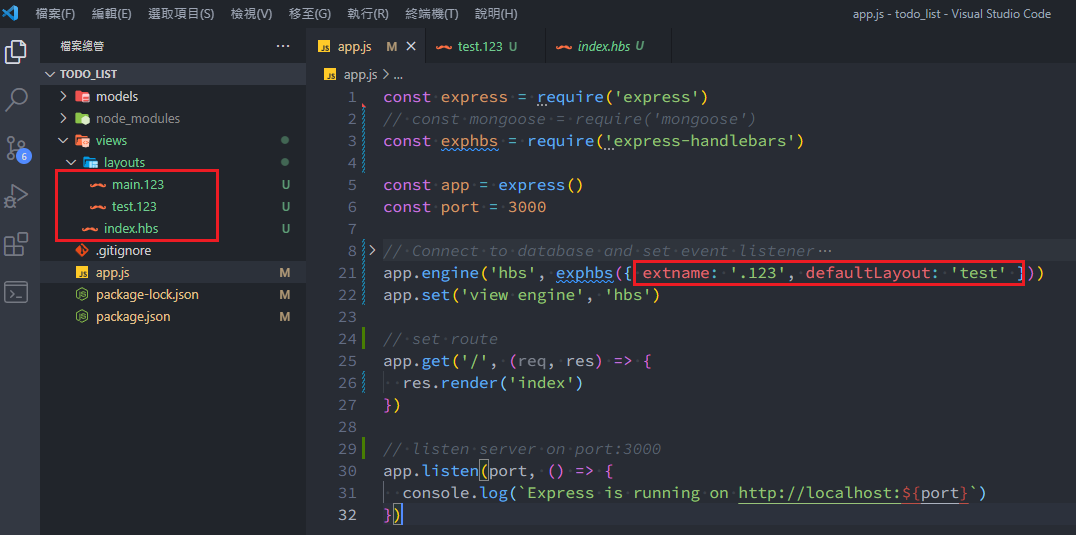 檔案(F) 編輯(E) 選取項目(S) 檢視(V) 移至(G) 執行(R) 終端機(T) 說明(H) app.js - todo_list - Visual Studio Code
檔案總管 ···
TODO_LIST
models
node_modules
views
layouts
main.123 U
test.123 U
index.hbs U
.gitignore
JS app.js M
package-lock.json M
package.json M
6
JS app.js M × test.123 U index.hbs U
JS app.js > ...
1 const express = require('express')
2 // const mongoose = require('mongoose')
3 const exphbs = require('express-handlebars')
4
5 const app = express()
6 const port = 3000
7
8 // Connect to database and set event listener ···
21 app.engine('hbs', exphbs({ extname: '.123', defaultLayout: 'test' }))
22 app.set('view engine', 'hbs')
23
24 // set route
25 app.get('/', (req, res) => {
26 res.render('index')
27 })
28
29 // listen server on port:3000
30 app.listen(port, () => {
31 console.log(`Express is running on http://localhost:${port}`)
32 })